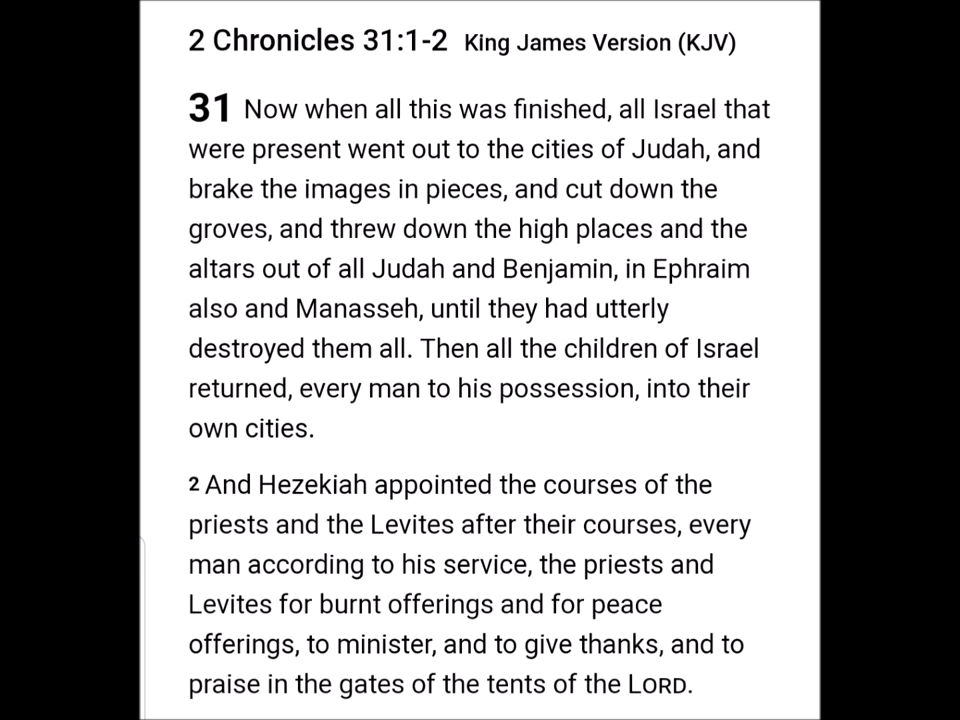 2 Chronicles 31:1-2 King James Version (KJV)
31 Now when all this was finished, all Israel that
were present went out to the cities of Judah, and
brake the images in pieces, and cut down the
groves, and threw down the high places and the
altars out of all Judah and Benjamin, in Ephraim
also and Manasseh, until they had utterly
destroyed them all. Then all the children of Israel
returned, every man to his possession, into their
own cities.
2 And Hezekiah appointed the courses of the
priests and the Levites after their courses, every
man according to his service, the priests and
Levites for burnt offerings and for peace
offerings, to minister, and to give thanks, and to
praise in the gates of the tents of the LORD.